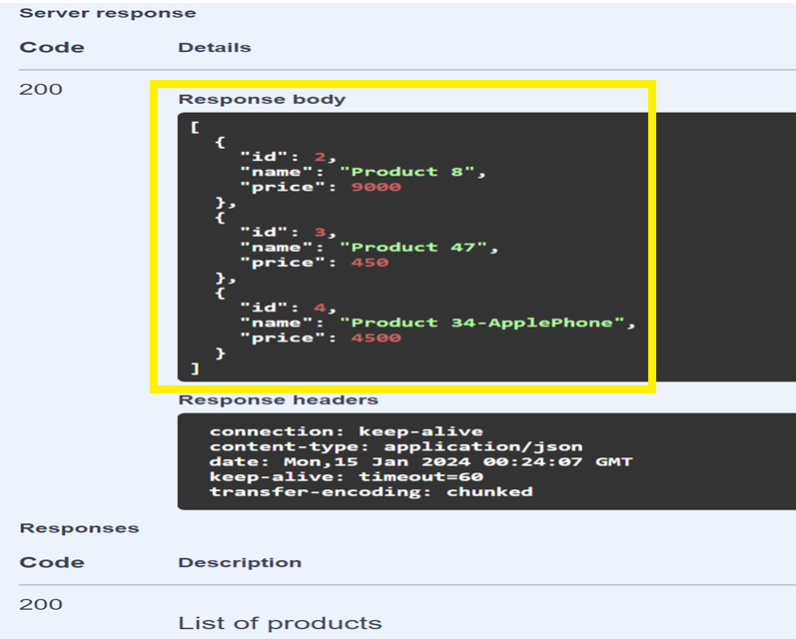 Server response
Code Details
200
Response body
[
{
"id": 2,
"name": "Product 8",
"price": 9000
},
{
"id": 3,
"name": "Product 47",
"price": 450
},
{
"id": 4,
"name": "Product 34-ApplePhone",
"price": 4500
}
]
Response headers
connection: keep-alive
content-type: application/json
date: Mon,15 Jan 2024 00:24:07 GMT
keep-alive: timeout=60
transfer-encoding: chunked
Responses
Code Description
200
List of products